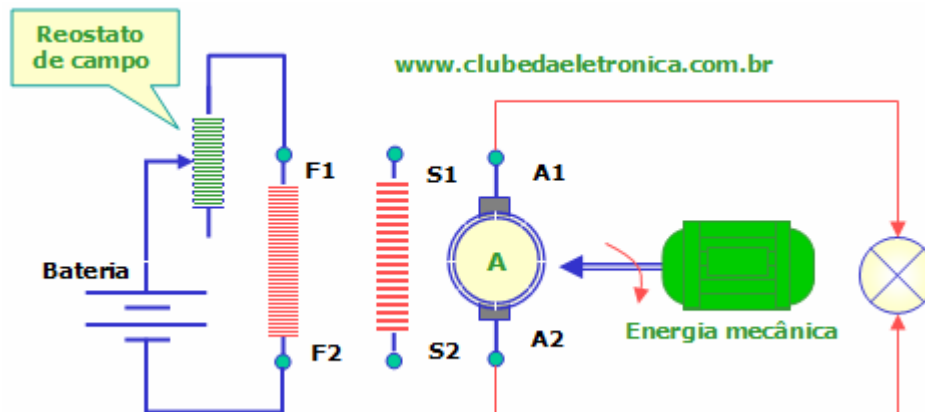 Reostato
de campo
www.clubedaeletronica.com.br
F1
S1
A1
Bateria
A
F2
S2
A2
Energia mecânica